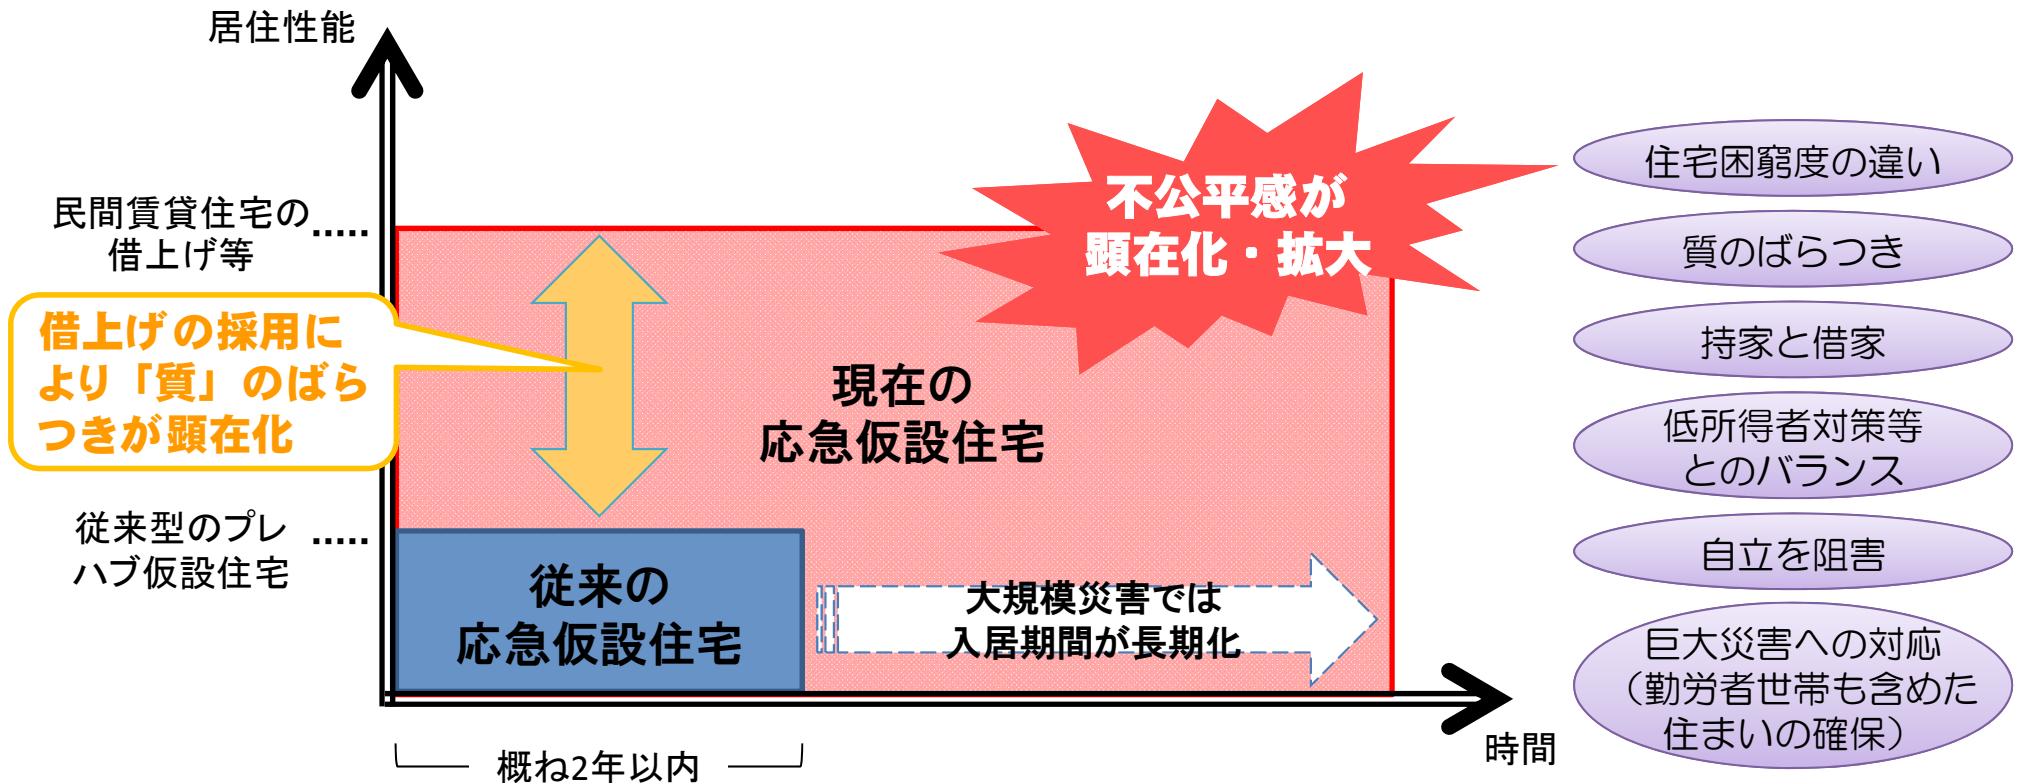 居住性能
民間賃貸住宅の
借上げ等
借上げの採用に
より「質」のばら
つきが顕在化
従来型のプレ
ハブ仮設住宅
不公平感が
顕在化・拡大
現在の
応急仮設住宅
従来の
応急仮設住宅
大規模災害では
入居期間が長期化
時間
概ね2年以内
住宅困窮度の違い
質のばらつき
持家と借家
低所得者対策等
とのバランス
自立を阻害
巨大災害への対応
（勤労者世帯も含めた
住まいの確保）